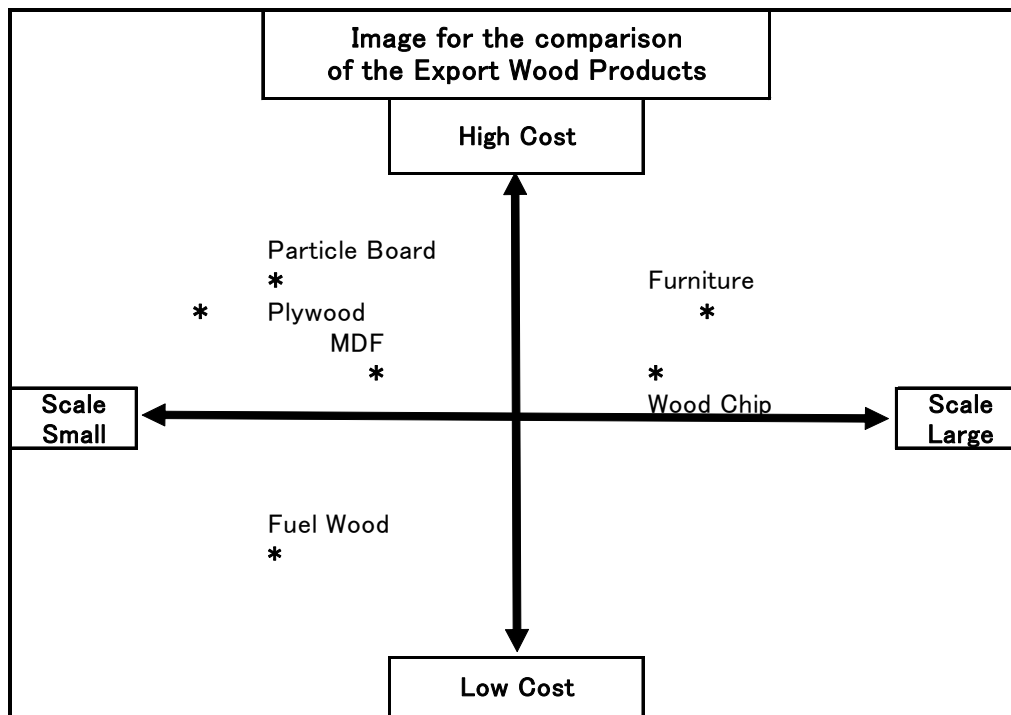 Image for the comparison
of the Export Wood Products
High Cost
Particle Board
*
Furniture
* Plywood
*
MDF
*
*
Wood Chip
Scale
Small
Scale
Large
Fuel Wood
*
Low Cost